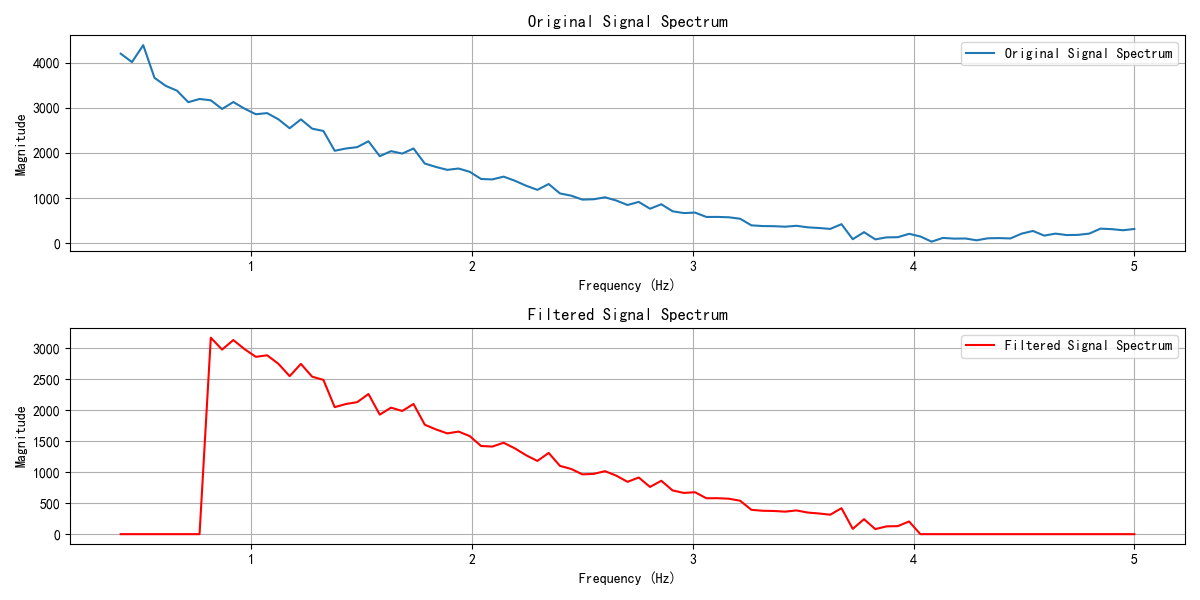 Original Signal Spectrum
Original Signal Spectrum
Magnitude
4000
3000
2000
1000
0
1
2
3
4
5
Frequency (Hz)
Filtered Signal Spectrum
Filtered Signal Spectrum
Magnitude
3000
2500
2000
1500
1000
500
0
1
2
3
4
5
Frequency (Hz)